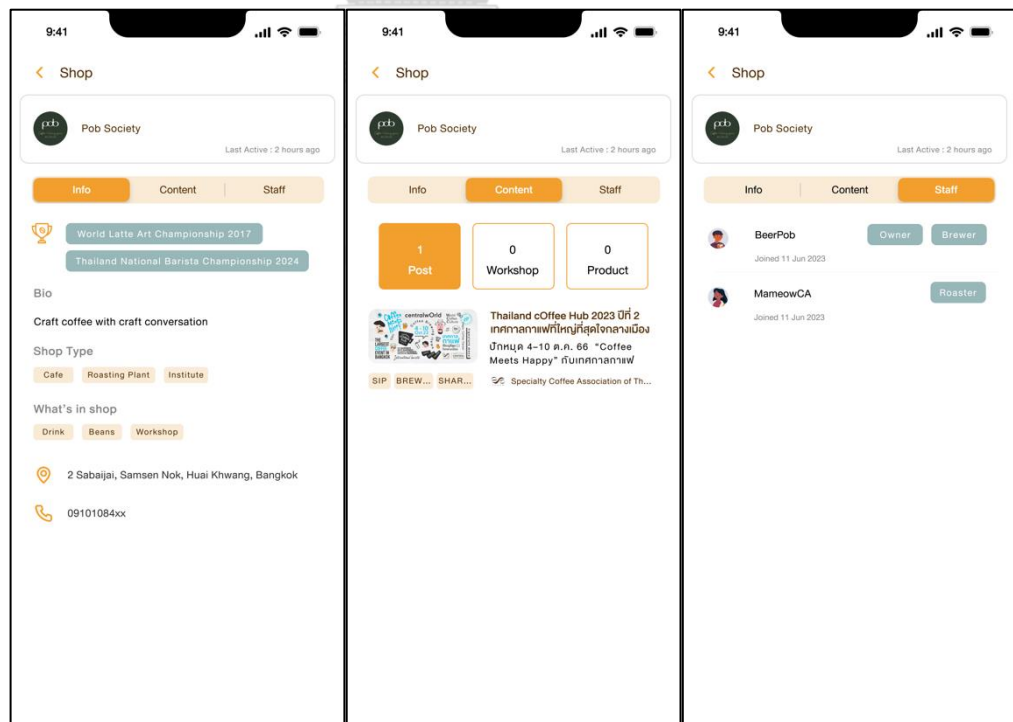 9:41
Shop
pob
Pob Society
Last Active : 2 hours ago
Info Content Staff
World Latte Art Championship 2017
Thailand National Barista Championship 2024
Bio
Craft coffee with craft conversation
Shop Type
Cafe Roasting Plant Institute
What's in shop
Drink Beans Workshop
2 Sabaijai, Samsen Nok, Huai Khwang, Bangkok
09101084xx
9:41
Shop
pob
Pob Society
Last Active : 2 hours ago
Info Content Staff
1 0 0
Post Workshop Product
centralwOrld
4-10
Thailand cOffee Hub 2023 ปีที่ 2
เทศกาลกาแฟที่ใหญ่ที่สุดใจกลางเมือง
ปักหมุด 4–10 ต.ค. 66 "Coffee
Meets Happy" กับเทศกาลกาแฟ
SIP BREW... SHAR...
Specialty Coffee Association of Th...
9:41
Shop
pob
Pob Society
Last Active : 2 hours ago
Info Content Staff
BeerPob Owner Brewer
Joined 11 Jun 2023
MameowCA Roaster
Joined 11 Jun 2023